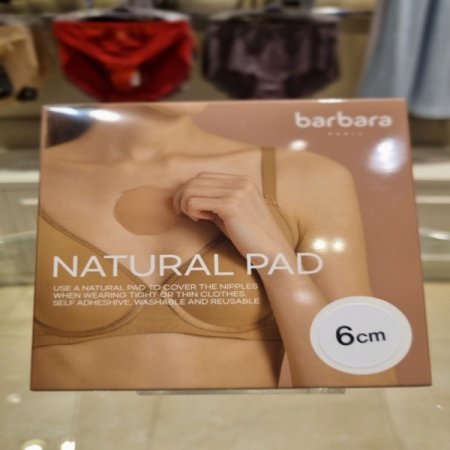 barbara
PARIS
NATURAL PAD
USE A NATURAL PAD TO COVER THE NIPPLES
WHEN WEARING TIGHT OR THIN CLOTHES.
SELF ADHESIVE, WASHABLE AND REUSABLE
6cm